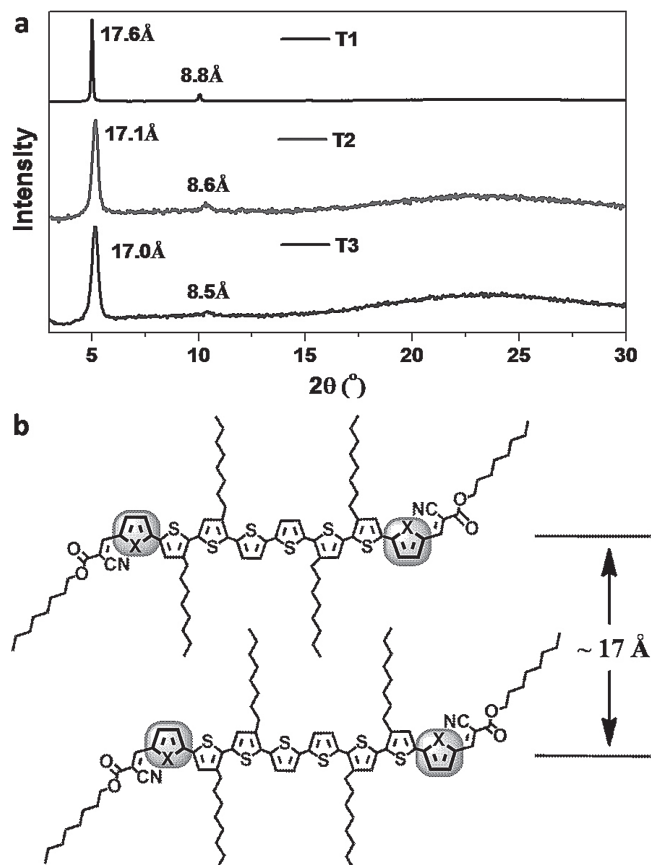 a
17.6Å
8.8Å
T1
17.1Å
8.6Å
T2
17.0Å
8.5Å
T3
Intensity
5 10 15 20 25 30
2θ (°)
b
O
NC
O
X
S S S
S S S
X
O
CN
O
~ 17 Å
O
NC
O
X
S S S
S S S
X
O
CN
O